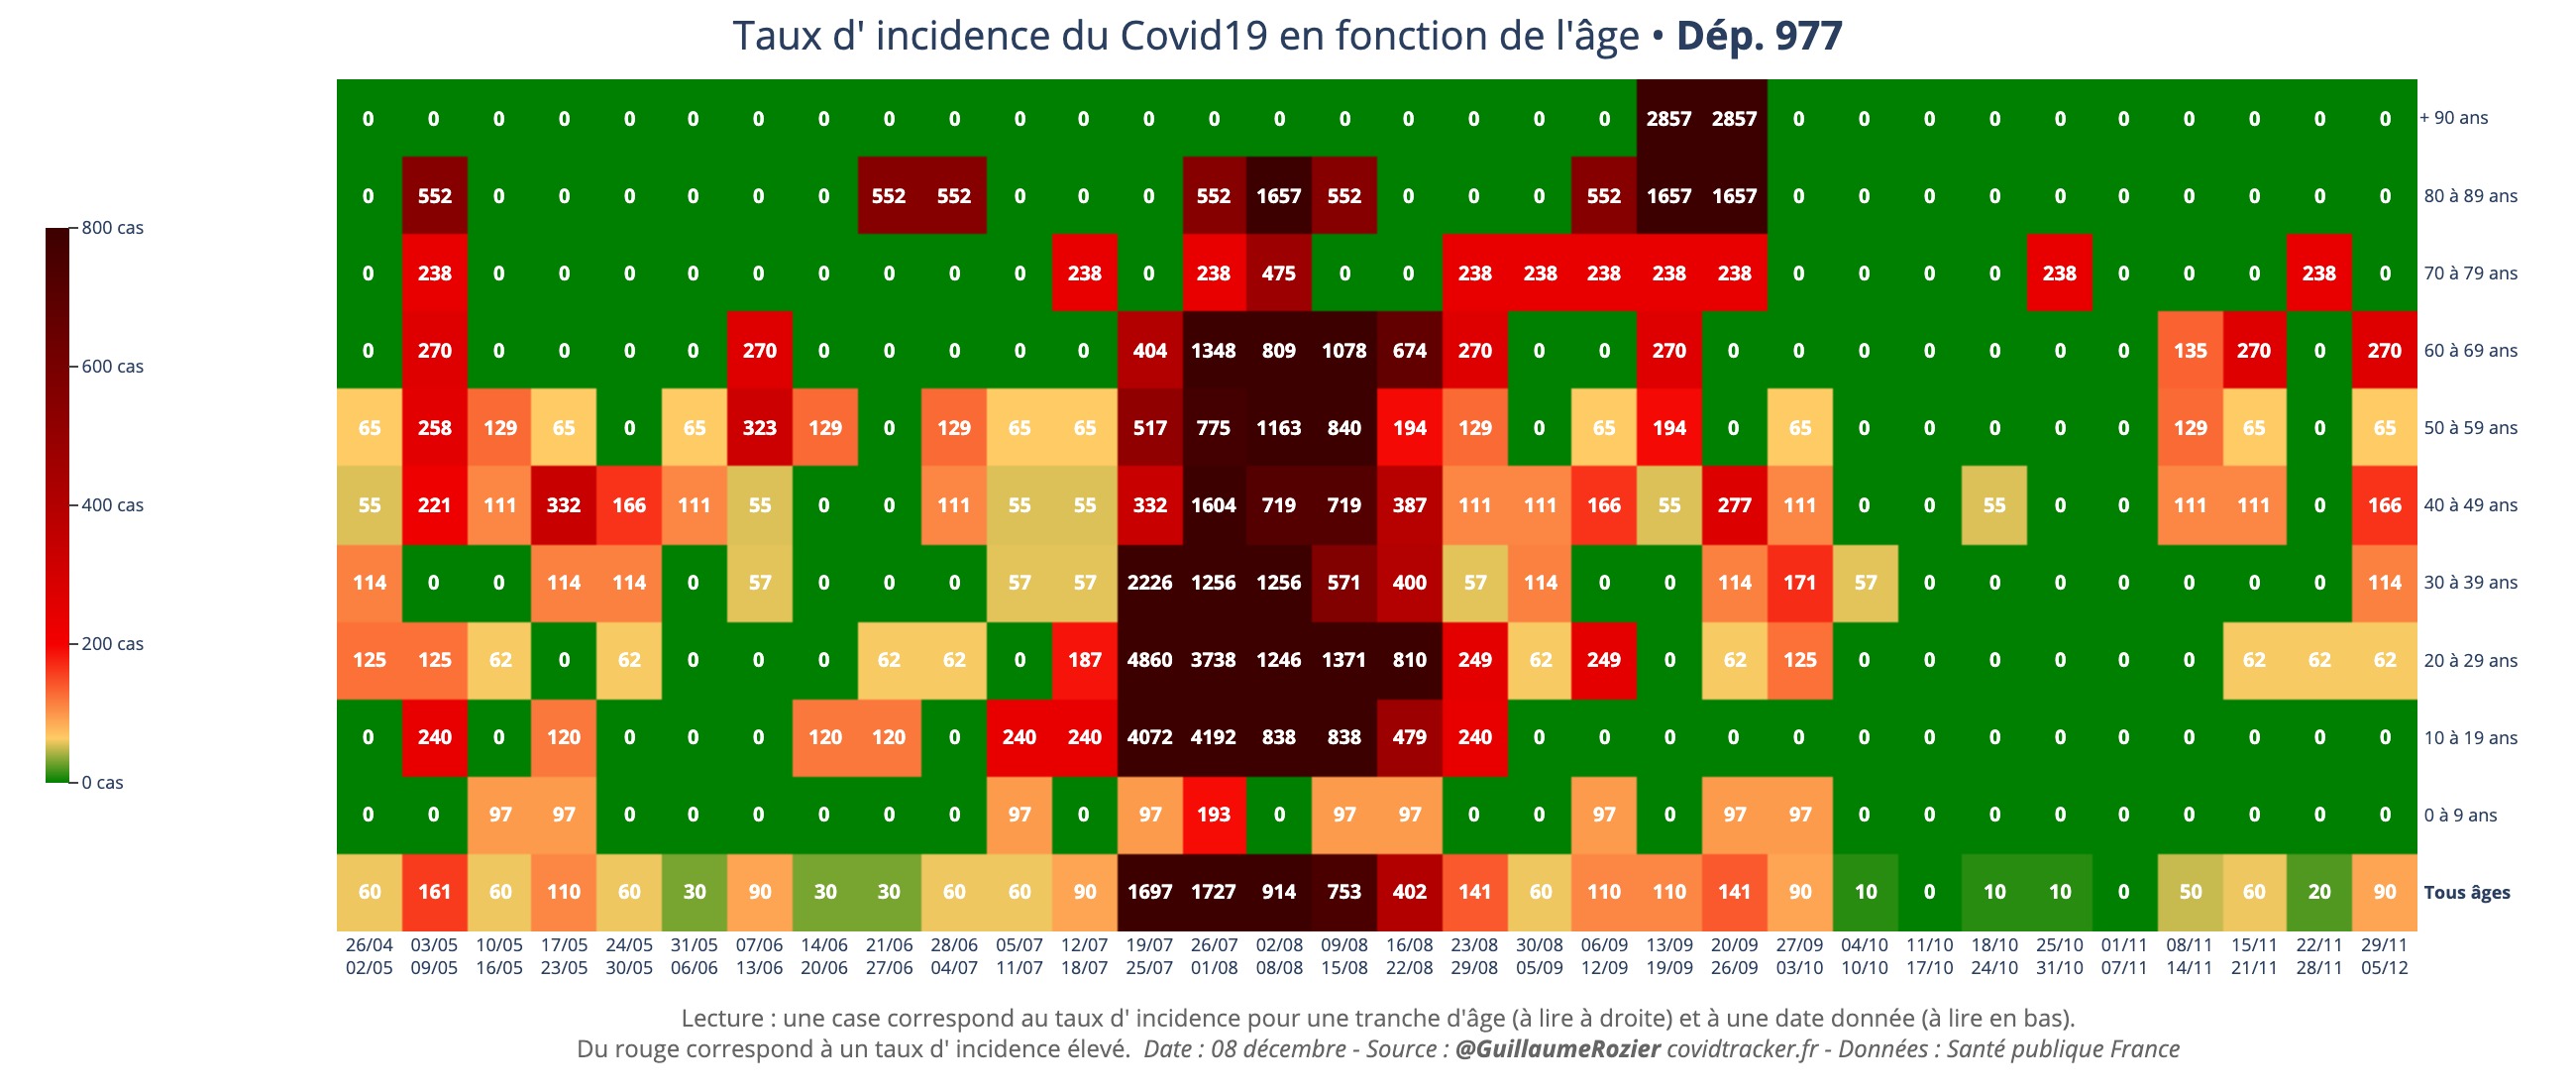 Taux d' incidence du Covid19 en fonction de l'âge • Dép. 977
0 0 0 0 0 0 0 0 0 0 0 0 0 0 0 0 0 0 0 0 2857 2857 0 0 0 0 0 0 0 0 0 0 + 90 ans
0 552 0 0 0 0 0 0 552 552 0 0 0 552 1657 552 0 0 0 552 1657 1657 0 0 0 0 0 0 0 0 0 0 80 à 89 ans
800 cas
0 238 0 0 0 0 0 0 0 0 0 238 0 238 475 0 0 238 238 238 238 238 0 0 0 0 238 0 0 0 238 0 70 à 79 ans
0 270 0 0 0 0 270 0 0 0 0 0 404 1348 809 1078 674 270 0 0 270 0 0 0 0 0 0 0 135 270 0 270 60 à 69 ans
600 cas
65 258 129 65 0 65 323 129 0 129 65 65 517 775 1163 840 194 129 0 65 194 0 65 0 0 0 0 0 129 65 0 65 50 à 59 ans
400 cas
55 221 111 332 166 111 55 0 0 111 55 55 332 1604 719 719 387 111 111 166 55 277 111 0 0 55 0 0 111 111 0 166 40 à 49 ans
114 0 0 114 114 0 57 0 0 0 57 57 2226 1256 1256 571 400 57 114 0 0 114 171 57 0 0 0 0 0 0 0 114 30 à 39 ans
200 cas
125 125 62 0 62 0 0 0 62 62 0 187 4860 3738 1246 1371 810 249 62 249 0 62 125 0 0 0 0 0 0 62 62 62 20 à 29 ans
0 240 0 120 0 0 0 120 120 0 240 240 4072 4192 838 838 479 240 0 0 0 0 0 0 0 0 0 0 0 0 0 0 10 à 19 ans
0 cas
0 0 97 97 0 0 0 0 0 0 97 0 97 193 0 97 97 0 0 97 0 97 97 0 0 0 0 0 0 0 0 0 0 à 9 ans
60 161 60 110 60 30 90 30 30 60 60 90 1697 1727 914 753 402 141 60 110 110 141 90 10 0 10 10 0 50 60 20 90 Tous âges
26/04 03/05 10/05 17/05 24/05 31/05 07/06 14/06 21/06 28/06 05/07 12/07 19/07 26/07 02/08 09/08 16/08 23/08 30/08 06/09 13/09 20/09 27/09 04/10 11/10 18/10 25/10 01/11 08/11 15/11 22/11 29/11
02/05 09/05 16/05 23/05 30/05 06/06 13/06 20/06 27/06 04/07 11/07 18/07 25/07 01/08 08/08 15/08 22/08 29/08 05/09 12/09 19/09 26/09 03/10 10/10 17/10 24/10 31/10 07/11 14/11 21/11 28/11 05/12
Lecture : une case correspond au taux d' incidence pour une tranche d'âge (à lire à droite) et à une date donnée (à lire en bas).
Du rouge correspond à un taux d' incidence élevé. Date : 08 décembre - Source : @GuillaumeRozier covidtracker.fr - Données : Santé publique France